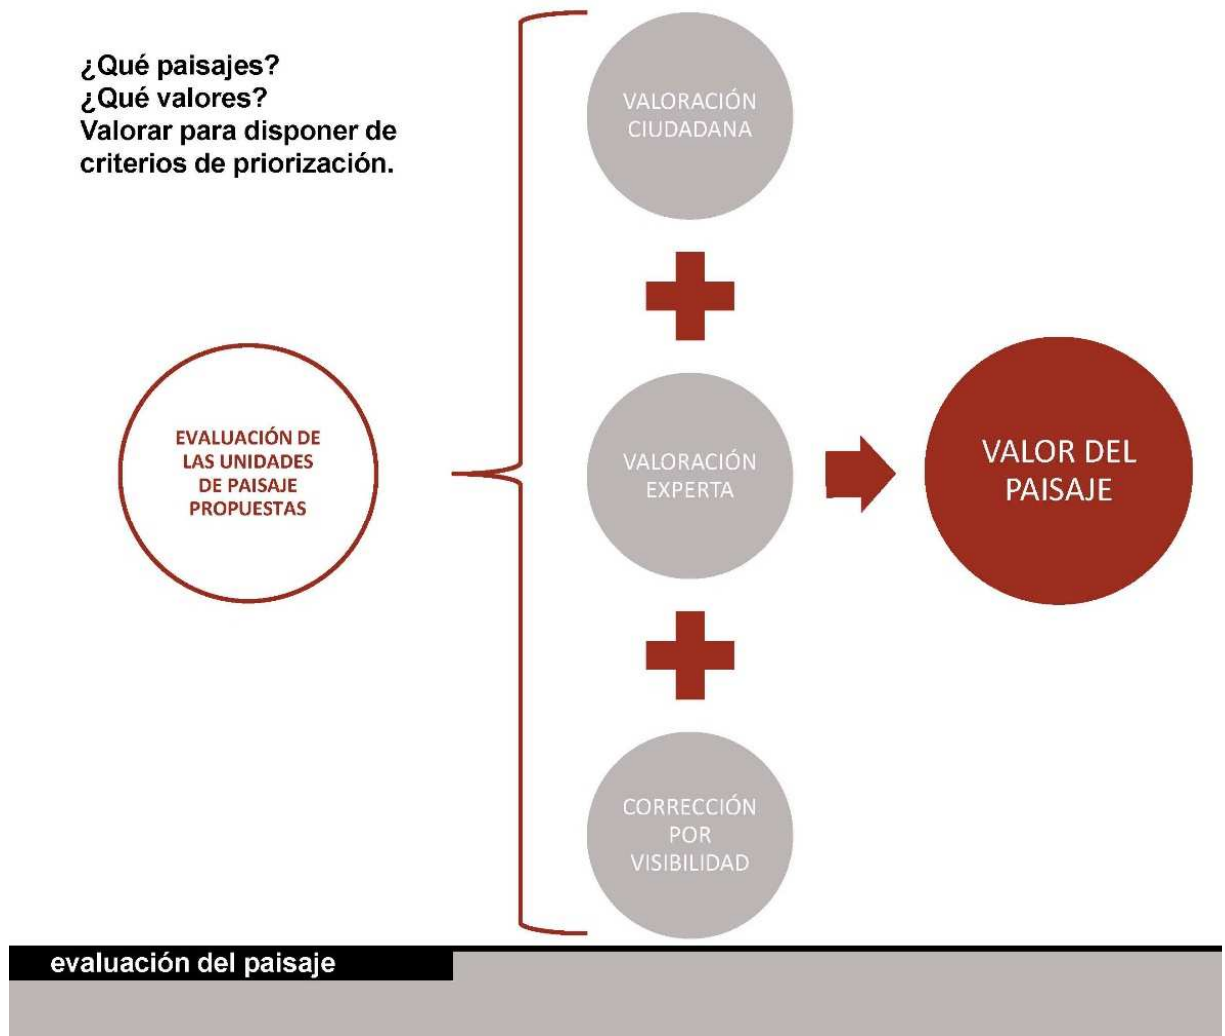 ¿Qué paisajes?
¿Qué valores?
Valorar para disponer de
criterios de priorización.
EVALUACIÓN DE
LAS UNIDADES
DE PAISAJE
PROPUESTAS
VALORACIÓN
CIUDADANA
VALORACIÓN
EXPERTA
CORRECCIÓN
POR
VISIBILIDAD
VALOR DEL
PAISAJE
evaluación del paisaje